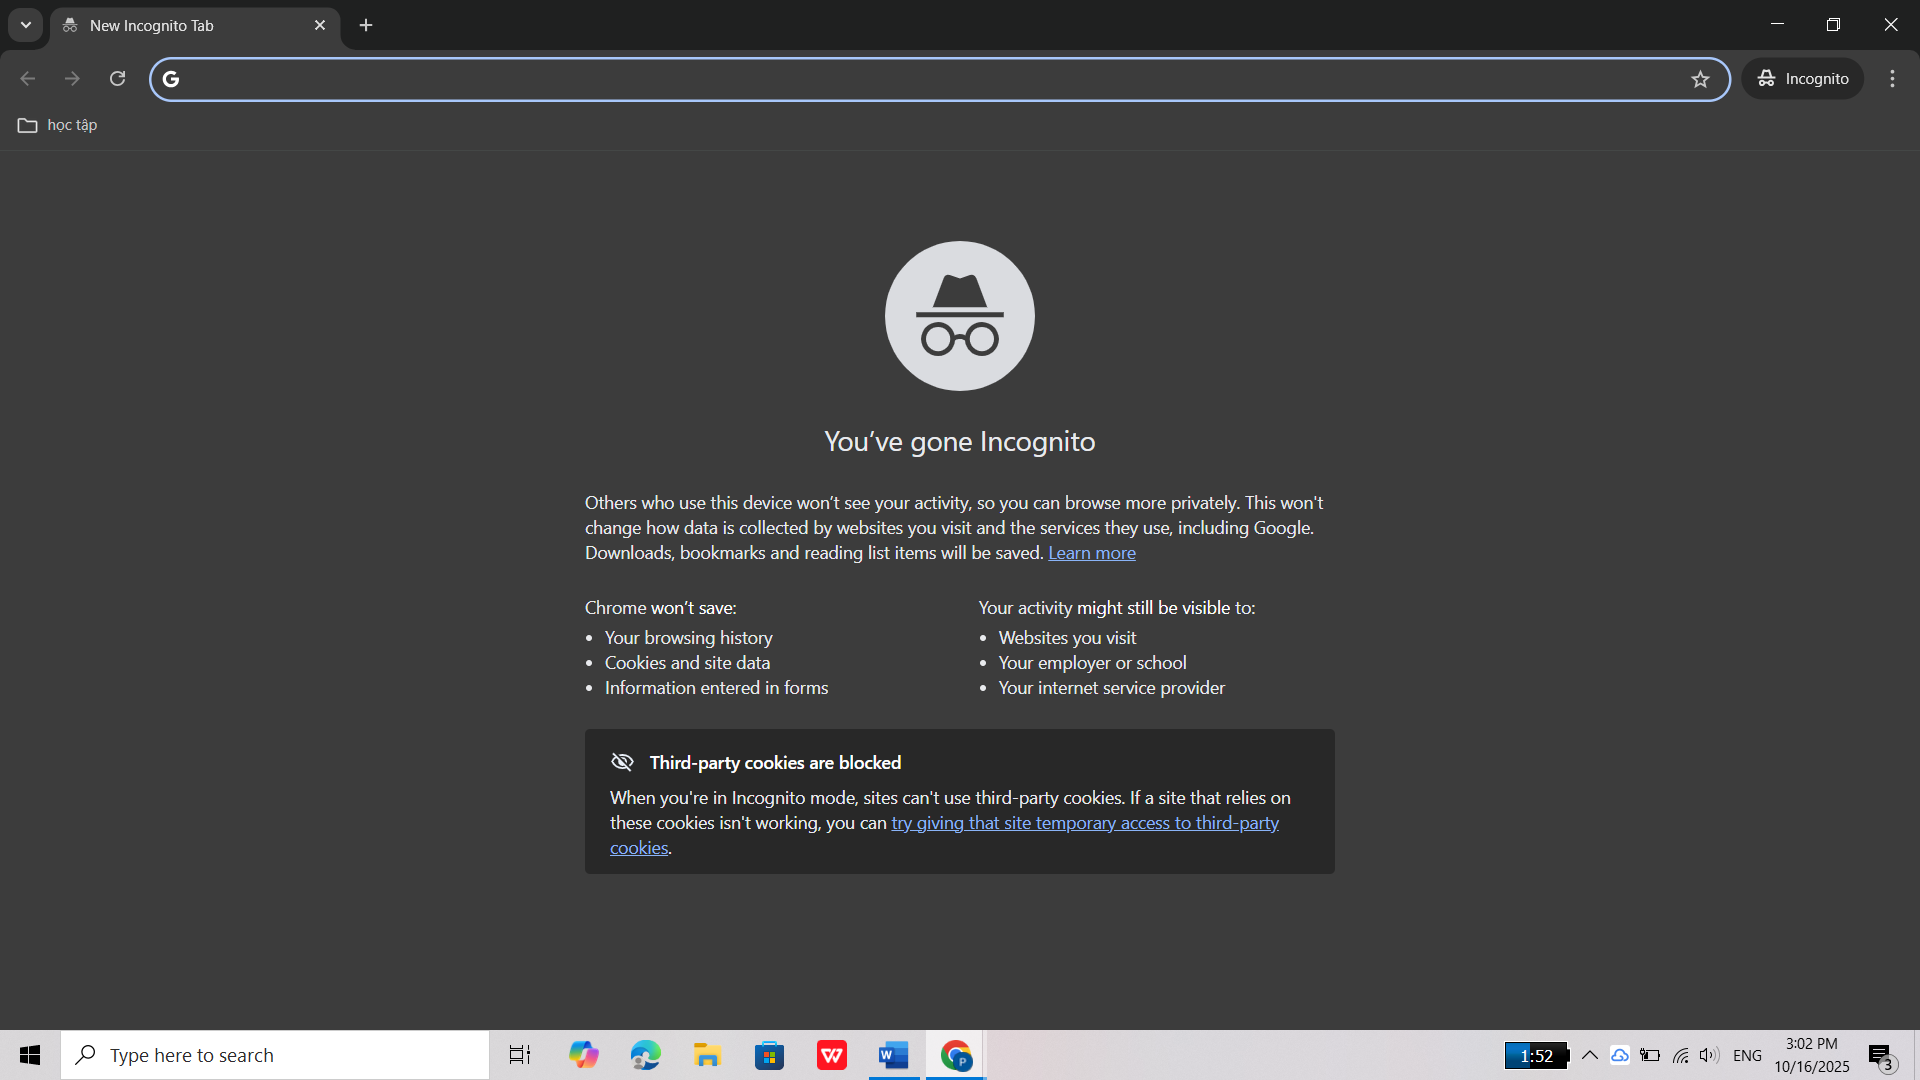 New Incognito Tab
Incognito
học tập
You’ve gone Incognito
Others who use this device won’t see your activity, so you can browse more privately. This won't
change how data is collected by websites you visit and the services they use, including Google.
Downloads, bookmarks and reading list items will be saved. Learn more
Chrome won’t save:
Your browsing history
Cookies and site data
Information entered in forms
Your activity might still be visible to:
Websites you visit
Your employer or school
Your internet service provider
Third-party cookies are blocked
When you're in Incognito mode, sites can't use third-party cookies. If a site that relies on
these cookies isn't working, you can try giving that site temporary access to third-party
cookies.
Type here to search
1:52
ENG
3:02 PM
10/16/2025
3